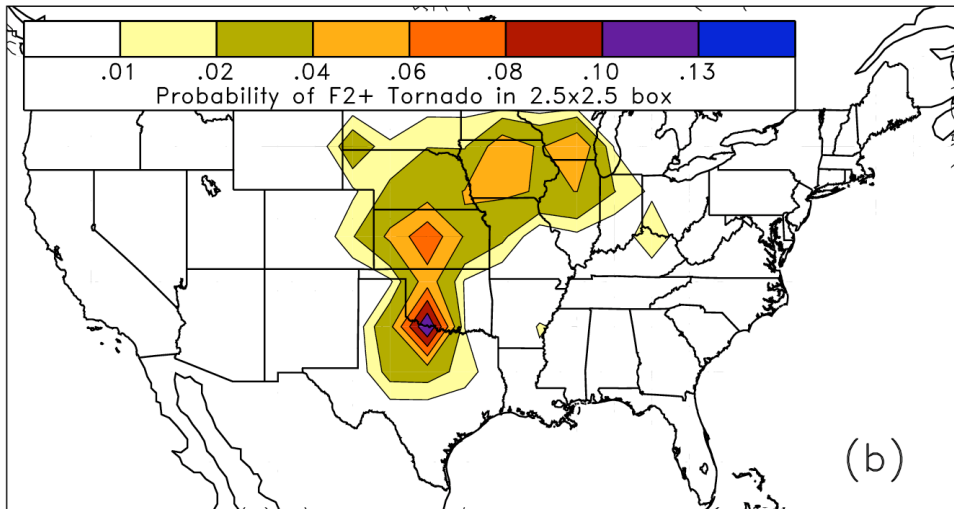 .01 .02 .04 .06 .08 .10 .13
Probability of F2+ Tornado in 2.5x2.5 box
(b)